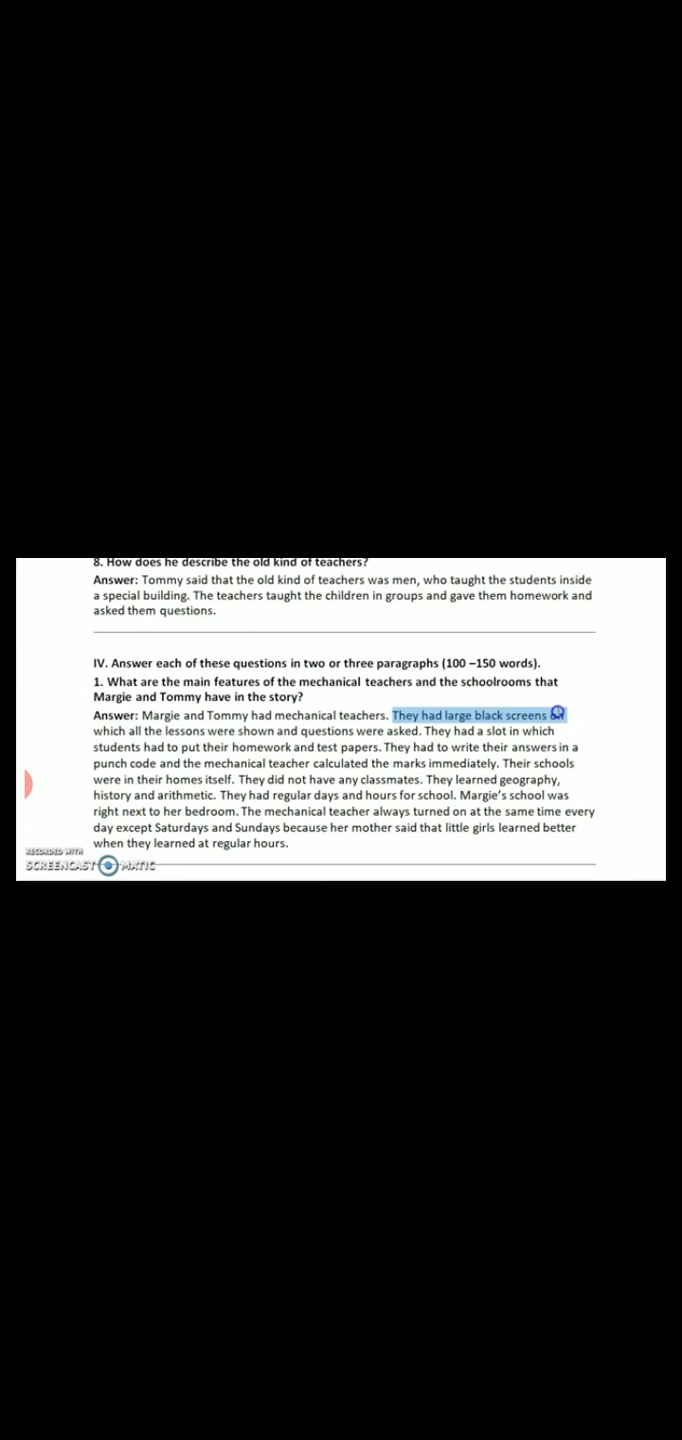 8. How does he describe the old kind of teachers?
Answer: Tommy said that the old kind of teachers was men, who taught the students inside
a special building. The teachers taught the children in groups and gave them homework and
asked them questions.
IV. Answer each of these questions in two or three paragraphs (100 –150 words).
1. What are the main features of the mechanical teachers and the schoolrooms that
Margie and Tommy have in the story?
Answer: Margie and Tommy had mechanical teachers. They had large black screens on
which all the lessons were shown and questions were asked. They had a slot in which
students had to put their homework and test papers. They had to write their answers in a
punch code and the mechanical teacher calculated the marks immediately. Their schools
were in their homes itself. They did not have any classmates. They learned geography,
history and arithmetic. They had regular days and hours for school. Margie's school was
right next to her bedroom. The mechanical teacher always turned on at the same time every
day except Saturdays and Sundays because her mother said that little girls learned better
when they learned at regular hours.
RECORDED WITH
SCREENCAST MATIC